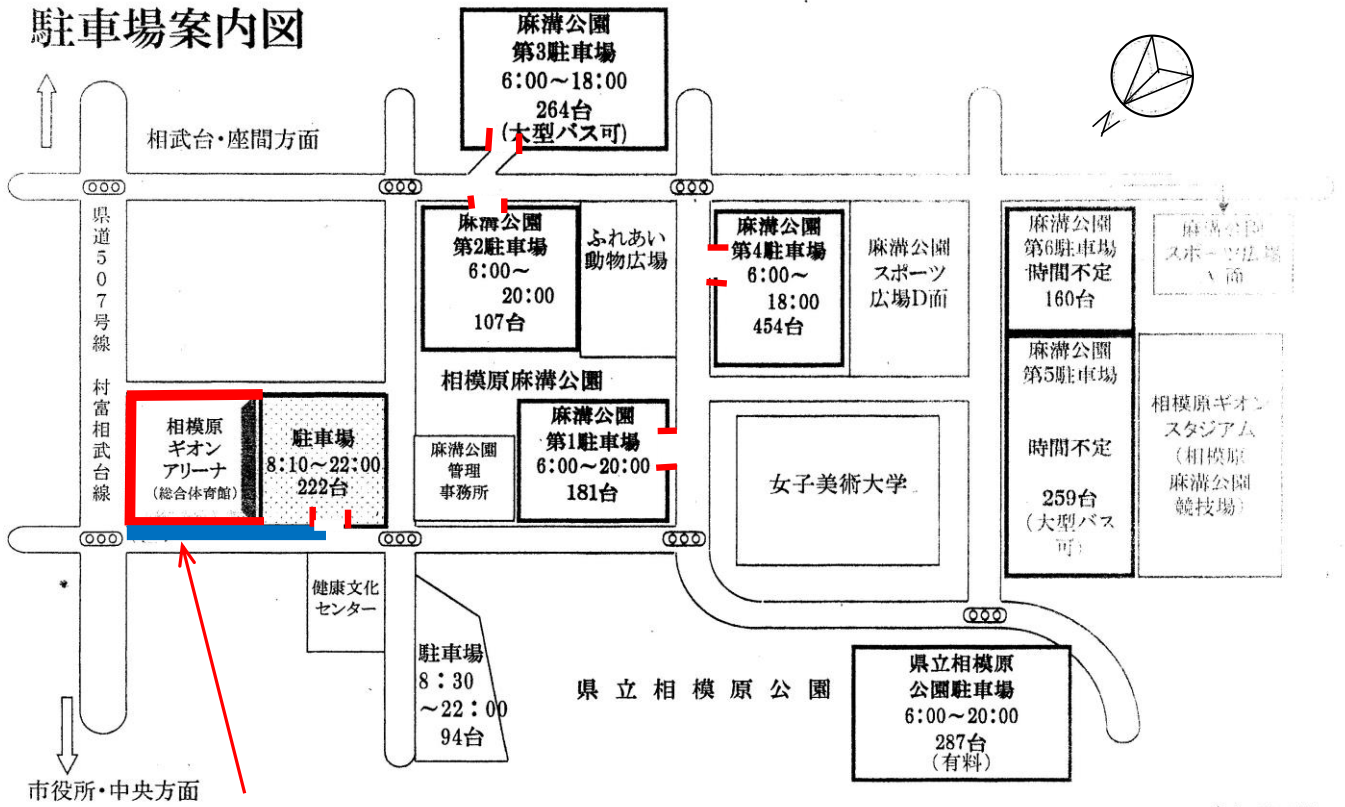 駐車場案内図
麻溝公園
第3駐車場
6:00～18:00
264台
(大型バス可)
N
相武台・座間方面
県道507号線 村富相武台線
麻溝公園
第2駐車場
6:00～
20:00
107台
ふれあい
動物広場
麻溝公園
第4駐車場
6:00～
18:00
454台
麻溝公園
スポーツ
広場D面
麻溝公園
第6駐車場
時間不定
160台
麻溝公園
スポーツ広場
麻溝公園
第5駐車場
時間不定
259台
(大型バス
可)
相模原ギオン
スタジアム
(相模原
麻溝公園
競技場)
相模原
ギオン
アリーナ
(総合体育館)
駐車場
8:10～22:00
222台
相模原麻溝公園
麻溝公園
管理
事務所
麻溝公園
第1駐車場
6:00～20:00
181台
女子美術大学
健康文化
センター
駐車場
8:30
～22:00
94台
県立相模原公園
県立相模原
公園駐車場
6:00～20:00
287台
(有料)
市役所・中央方面